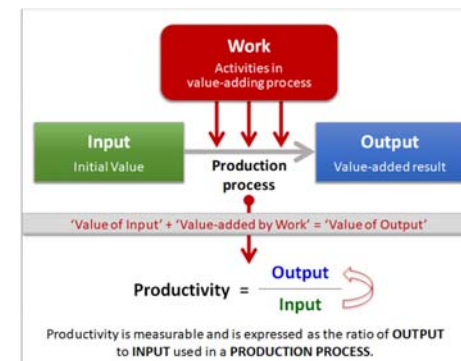 Work
Activities in
value-adding process
Input
Initial Value
Output
Value-added result
Production
process
'Value of Input' + 'Value-added by Work' = 'Value of Output'
Productivity = Output
Input
Productivity is measurable and is expressed as the ratio of OUTPUT
to INPUT used in a PRODUCTION PROCESS.